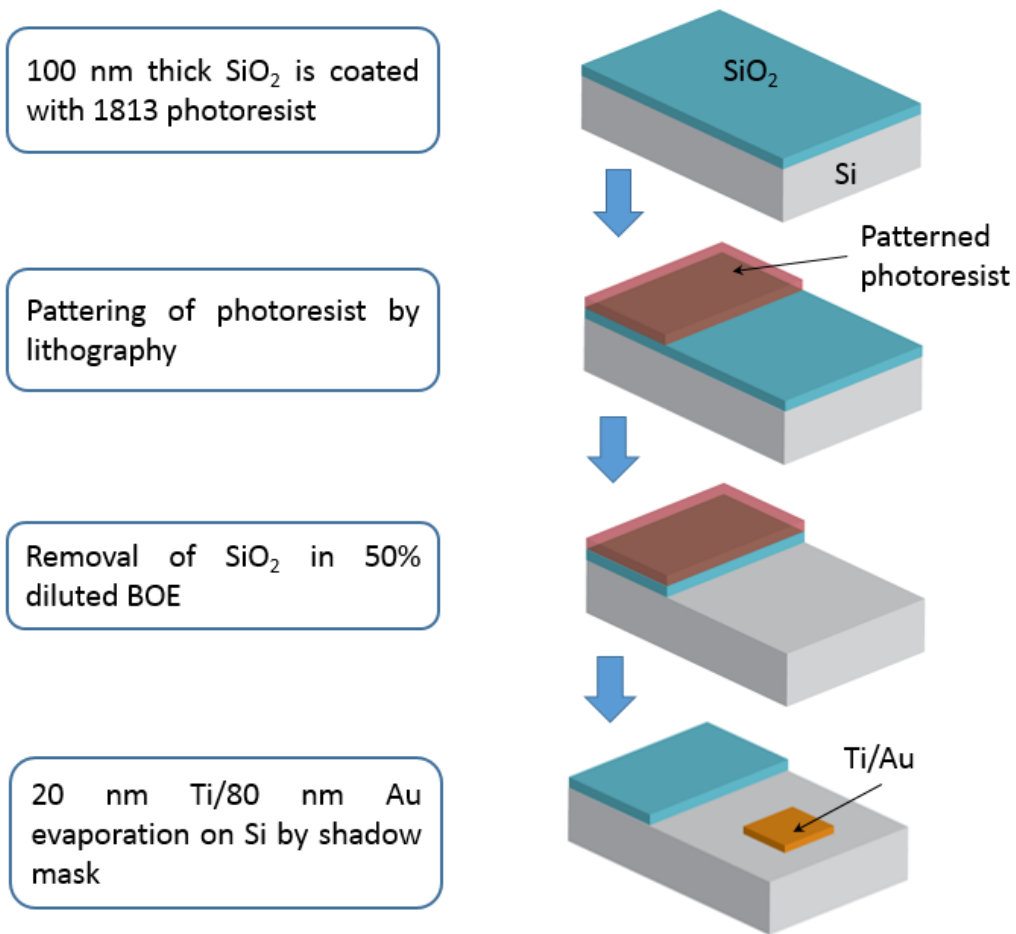 100 nm thick SiO₂ is coated
with 1813 photoresist
SiO₂
Si
Patterned
photoresist
Pattering of photoresist by
lithography
Removal of SiO₂ in 50%
diluted BOE
20 nm Ti/80 nm Au
evaporation on Si by shadow
mask
Ti/Au